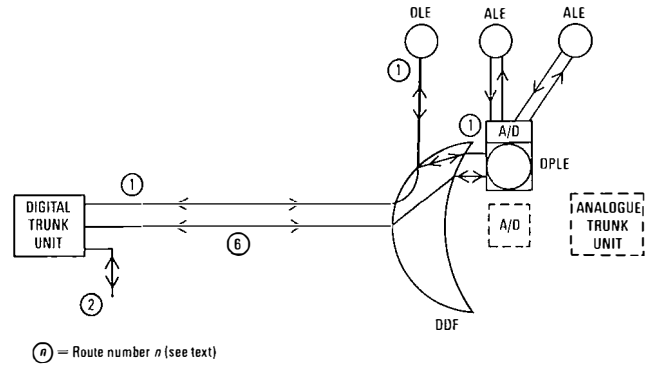 DLE
ALE
ALE
1
1
A/D
DPLE
1
DIGITAL
TRUNK
UNIT
A/D
ANALOGUE
TRUNK
UNIT
6
2
DDF
n = Route number n (see text)